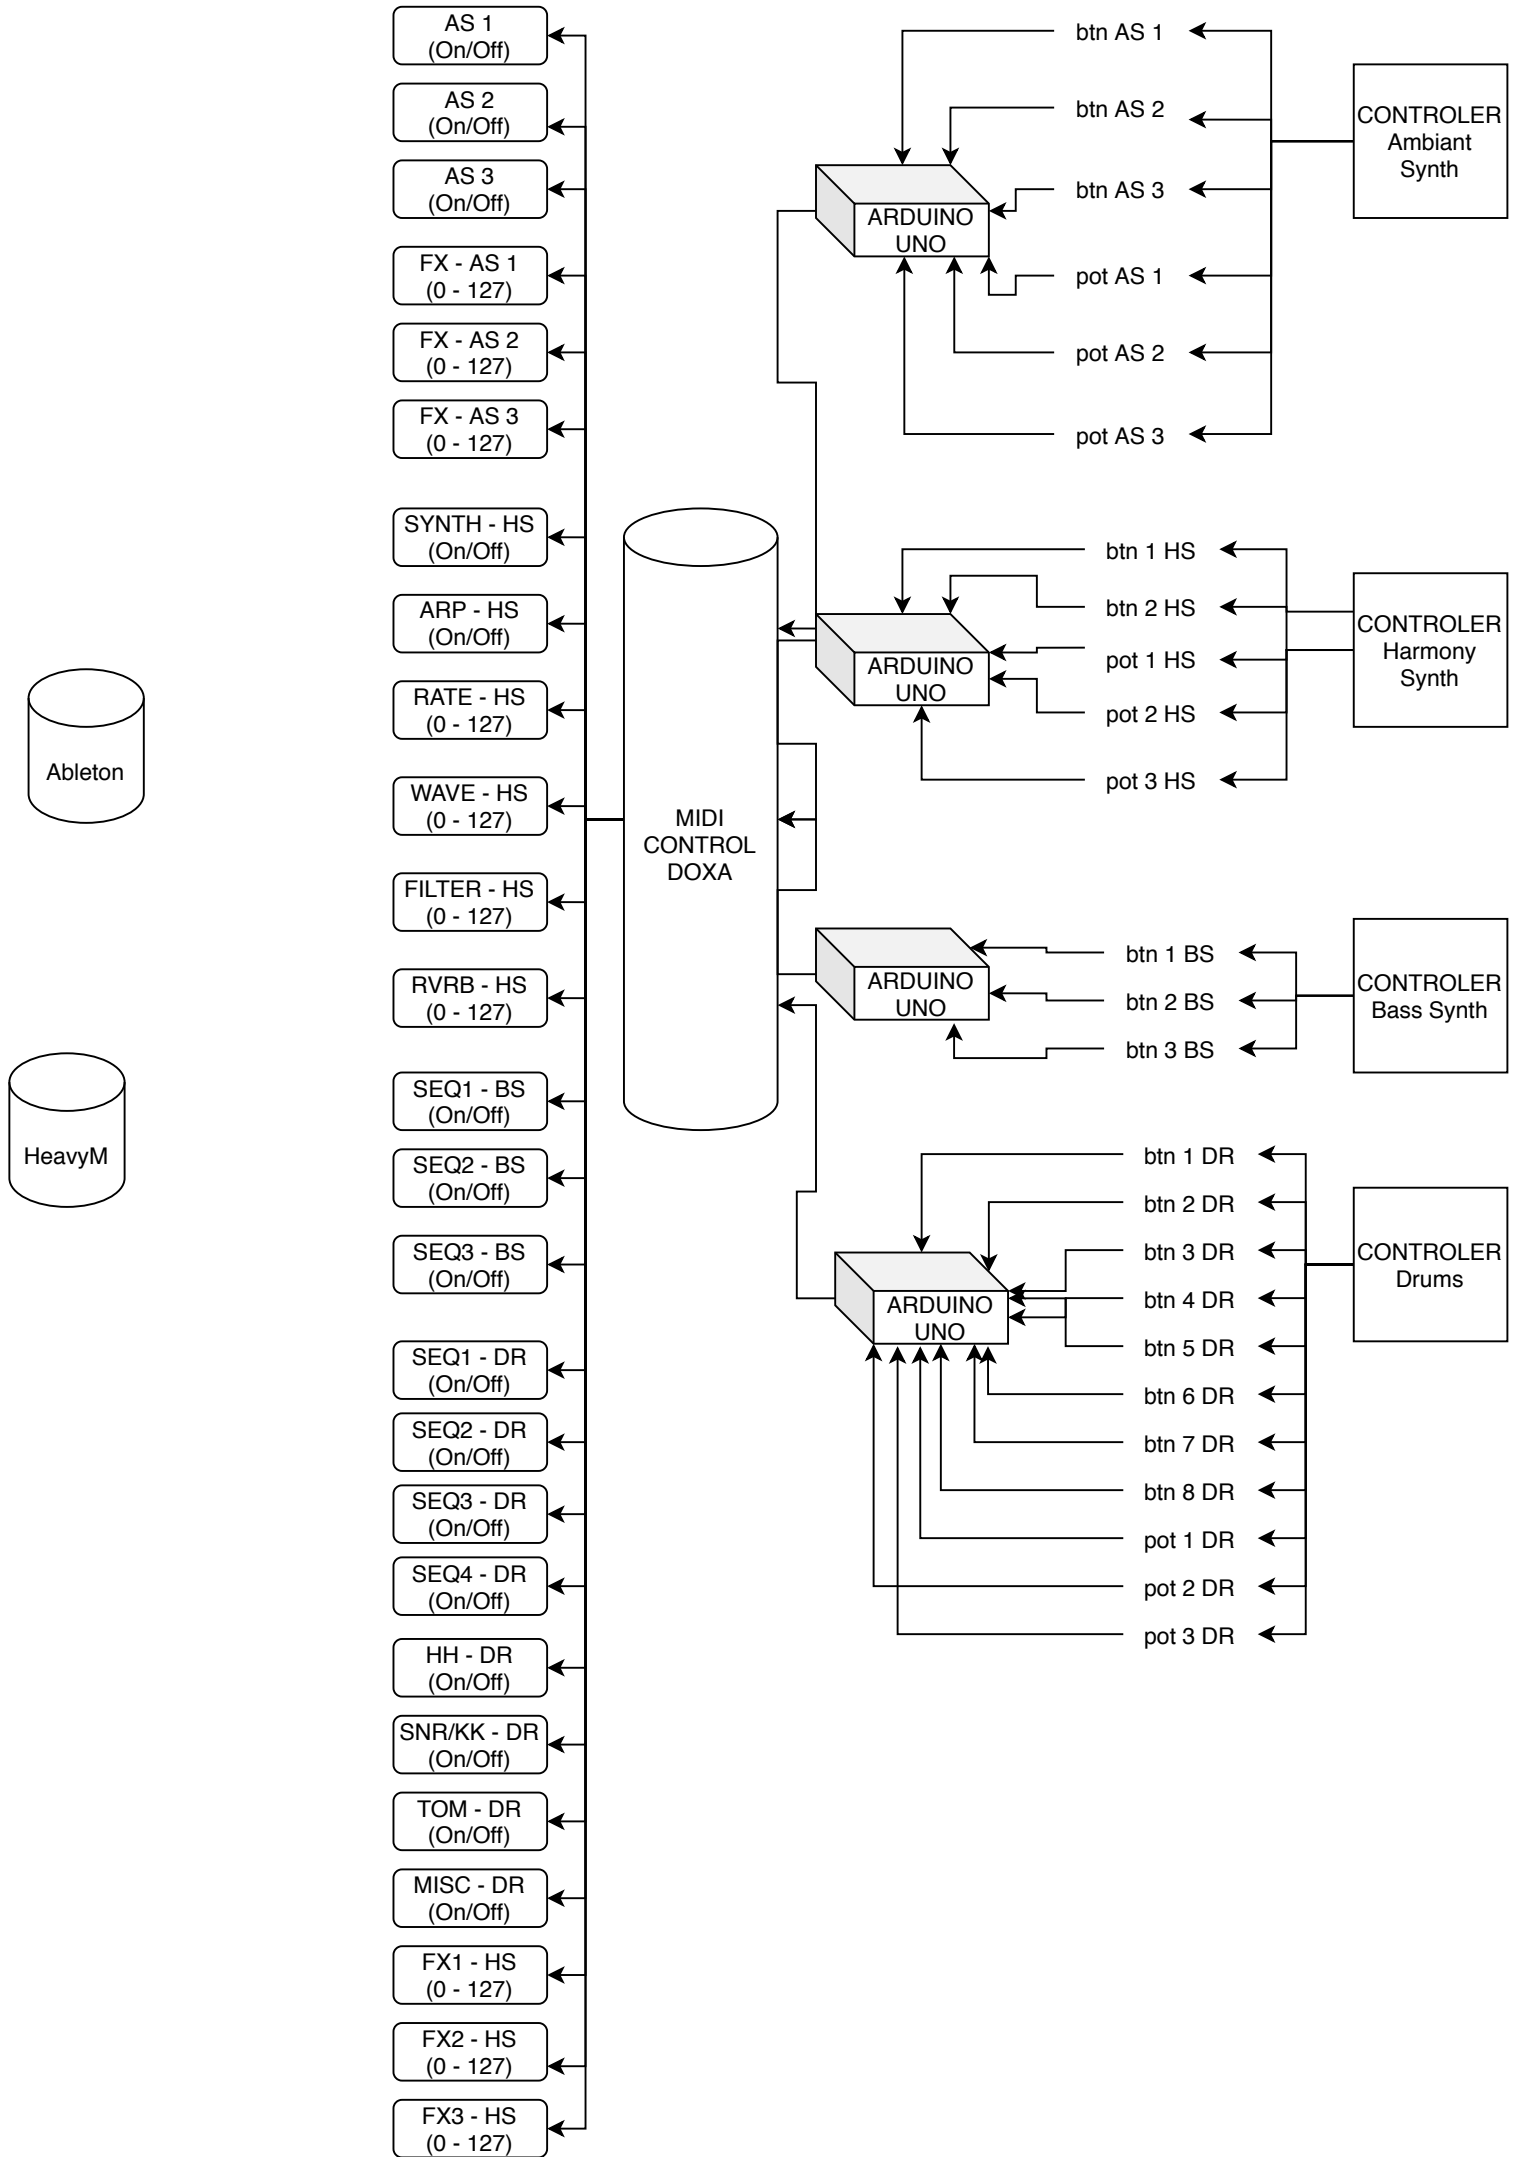 AS 1
(On/Off)
AS 2
(On/Off)
AS 3
(On/Off)
FX - AS 1
(0 - 127)
FX - AS 2
(0 - 127)
FX - AS 3
(0 - 127)
SYNTH - HS
(On/Off)
ARP - HS
(On/Off)
RATE - HS
(0 - 127)
WAVE - HS
(0 - 127)
FILTER - HS
(0 - 127)
RVRB - HS
(0 - 127)
SEQ1 - BS
(On/Off)
SEQ2 - BS
(On/Off)
SEQ3 - BS
(On/Off)
SEQ1 - DR
(On/Off)
SEQ2 - DR
(On/Off)
SEQ3 - DR
(On/Off)
SEQ4 - DR
(On/Off)
HH - DR
(On/Off)
SNR/KK - DR
(On/Off)
TOM - DR
(On/Off)
MISC - DR
(On/Off)
FX1 - HS
(0 - 127)
FX2 - HS
(0 - 127)
FX3 - HS
(0 - 127)
Ableton
HeavyM
MIDI
CONTROL
DOXA
ARDUINO
UNO
btn AS 1
btn AS 2
btn AS 3
pot AS 1
pot AS 2
pot AS 3
CONTROLER
Ambiant
Synth
ARDUINO
UNO
btn 1 HS
btn 2 HS
pot 1 HS
pot 2 HS
pot 3 HS
CONTROLER
Harmony
Synth
ARDUINO
UNO
btn 1 BS
btn 2 BS
btn 3 BS
CONTROLER
Bass Synth
ARDUINO
UNO
btn 1 DR
btn 2 DR
btn 3 DR
btn 4 DR
btn 5 DR
btn 6 DR
btn 7 DR
btn 8 DR
pot 1 DR
pot 2 DR
pot 3 DR
CONTROLER
Drums